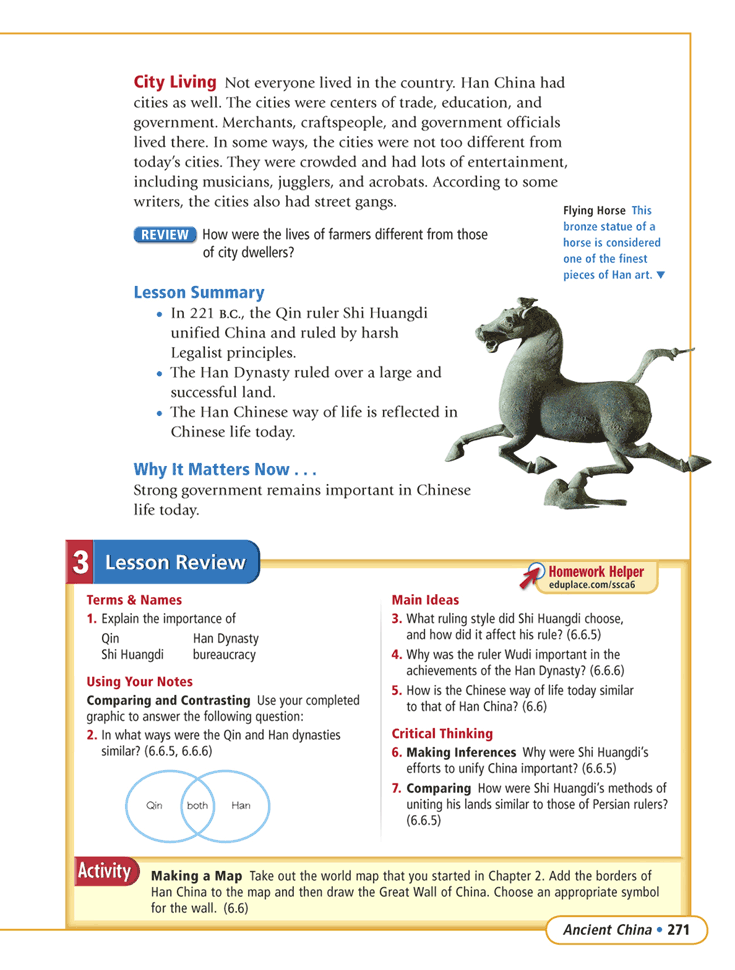 City Living Not everyone lived in the country. Han China had
cities as well. The cities were centers of trade, education, and
government. Merchants, craftspeople, and government officials
lived there. In some ways, the cities were not too different from
today's cities. They were crowded and had lots of entertainment,
including musicians, jugglers, and acrobats. According to some
writers, the cities also had street gangs.
REVIEW How were the lives of farmers different from those
of city dwellers?
Flying Horse This
bronze statue of a
horse is considered
one of the finest
pieces of Han art. ▼
Lesson Summary
• In 221 B.C., the Qin ruler Shi Huangdi
unified China and ruled by harsh
Legalist principles.
• The Han Dynasty ruled over a large and
successful land.
• The Han Chinese way of life is reflected in
Chinese life today.
Why It Matters Now . . .
Strong government remains important in Chinese
life today.
3 Lesson Review
Homework Helper
eduplace.com/ssca6
Terms & Names
1. Explain the importance of
Qin Han Dynasty
Shi Huangdi bureaucracy
Using Your Notes
Comparing and Contrasting Use your completed
graphic to answer the following question:
2. In what ways were the Qin and Han dynasties
similar? (6.6.5, 6.6.6)
Qin both Han
Main Ideas
3. What ruling style did Shi Huangdi choose,
and how did it affect his rule? (6.6.5)
4. Why was the ruler Wudi important in the
achievements of the Han Dynasty? (6.6.6)
5. How is the Chinese way of life today similar
to that of Han China? (6.6)
Critical Thinking
6. Making Inferences Why were Shi Huangdi's
efforts to unify China important? (6.6.5)
7. Comparing How were Shi Huangdi's methods of
uniting his lands similar to those of Persian rulers?
(6.6.5)
Activity
Making a Map Take out the world map that you started in Chapter 2. Add the borders of
Han China to the map and then draw the Great Wall of China. Choose an appropriate symbol
for the wall. (6.6)
Ancient China • 271